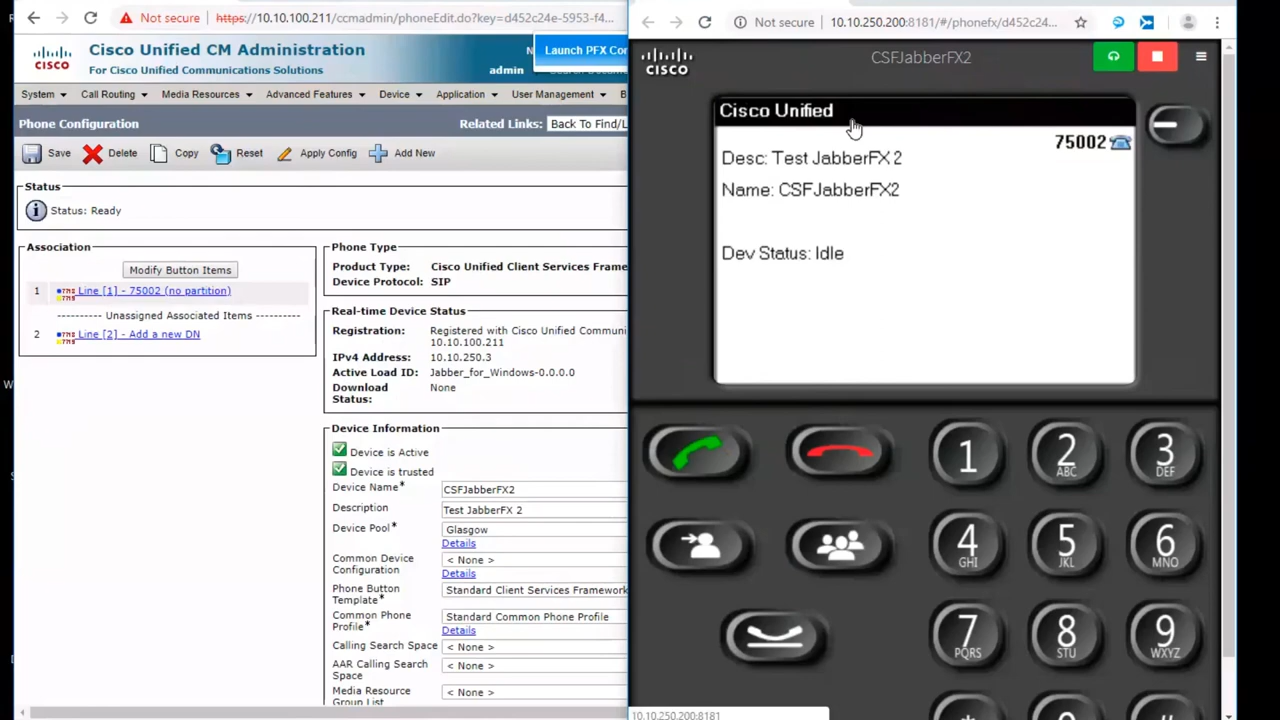 Not secure https://10.10.100.211/ccmadmin/phoneEdit.do?key=d452c24e-5953-f4...
CISCO
Cisco Unified CM Administration
For Cisco Unified Communications Solutions
admin
Launch PFX Cor
System
Call Routing
Media Resources
Advanced Features
Device
Application
User Management
Phone Configuration
Related Links: Back To Find/L
Save
Delete
Copy
Reset
Apply Config
Add New
Status
Status: Ready
Association
Modify Button Items
1 Line [1] - 75002 (no partition)
---------- Unassigned Associated Items ----------
2 Line [2] - Add a new DN
Phone Type
Product Type: Cisco Unified Client Services Frame
Device Protocol: SIP
Real-time Device Status
Registration: Registered with Cisco Unified Communi
10.10.100.211
IPv4 Address: 10.10.250.3
Active Load ID: Jabber_for_Windows-0.0.0.0
Download Status: None
Device Information
Device is Active
Device is trusted
Device Name* CSFJabberFX2
Description Test JabberFX 2
Device Pool* Glasgow
Details
Common Device Configuration < None >
Details
Phone Button Template* Standard Client Services Framework
Common Phone Profile* Standard Common Phone Profile
Details
Calling Search Space < None >
AAR Calling Search Space < None >
Media Resource Group List < None >
Not secure 10.10.250.200:8181/#/phonefx/d452c24...
CISCO
CSFJabberFX2
Cisco Unified
75002
Desc: Test JabberFX 2
Name: CSFJabberFX2
Dev Status: Idle
1
2 ABC
3 DEF
4 GHI
5 JKL
6 MNO
7 PQRS
8 TUV
9 WXYZ
10.10.250.200:8181